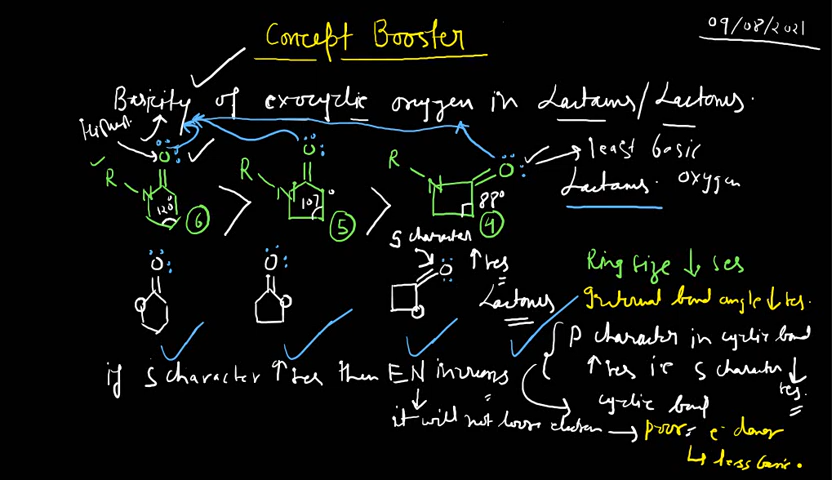 Concept Booster
09/08/2021
Basicity of exocyclic oxygen in Lactams/Lactones.
Highest
O
O
O
least basic
oxygen
Lactams
R
N
120
6
>
R
N
107
5
>
R
N
88°
4
S character
↑ses
O
O
O
O
O
O
Lactones
Ring size ↓ ses
Internal bond angle ↓ses.
P character in cyclic bond
↑ses ie S character ↓
ses.
cyclic bond
if S character ↑ses then EN increases
it will not loose electron → poor e- donor
↳ less basic.